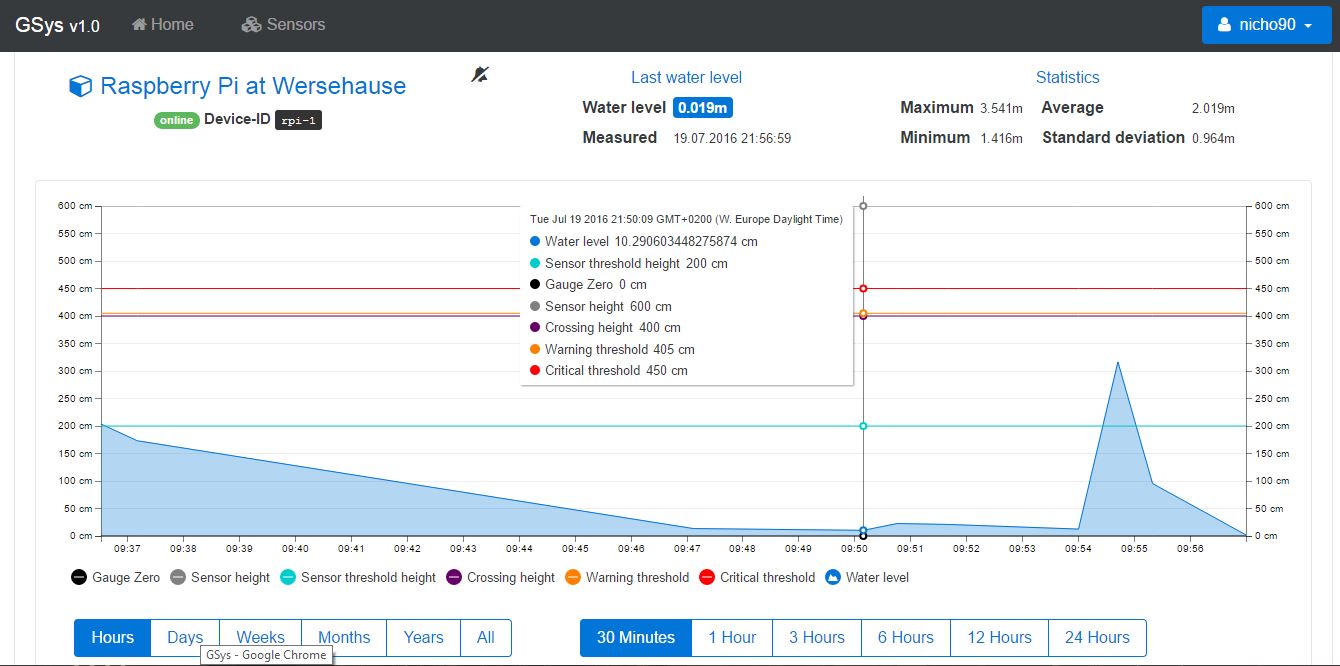 GSys v1.0 Home Sensors nicho90
Raspberry Pi at Wersehause
online Device-ID rpi-1
Last water level
Water level 0.019m
Measured 19.07.2016 21:56:59
Statistics
Maximum 3.541m Average 2.019m
Minimum 1.416m Standard deviation 0.964m
600 cm 600 cm
550 cm 550 cm
500 cm 500 cm
450 cm 450 cm
400 cm 400 cm
350 cm 350 cm
300 cm 300 cm
250 cm 250 cm
200 cm 200 cm
150 cm 150 cm
100 cm 100 cm
50 cm 50 cm
0 cm 0 cm
Tue Jul 19 2016 21:50:09 GMT+0200 (W. Europe Daylight Time)
Water level 10.290603448275874 cm
Sensor threshold height 200 cm
Gauge Zero 0 cm
Sensor height 600 cm
Crossing height 400 cm
Warning threshold 405 cm
Critical threshold 450 cm
09:37 09:38 09:39 09:40 09:41 09:42 09:43 09:44 09:45 09:46 09:47 09:48 09:49 09:50 09:51 09:52 09:53 09:54 09:55 09:56
Gauge Zero Sensor height Sensor threshold height Crossing height Warning threshold Critical threshold Water level
Hours Days Weeks Months Years All 30 Minutes 1 Hour 3 Hours 6 Hours 12 Hours 24 Hours
GSys - Google Chrome